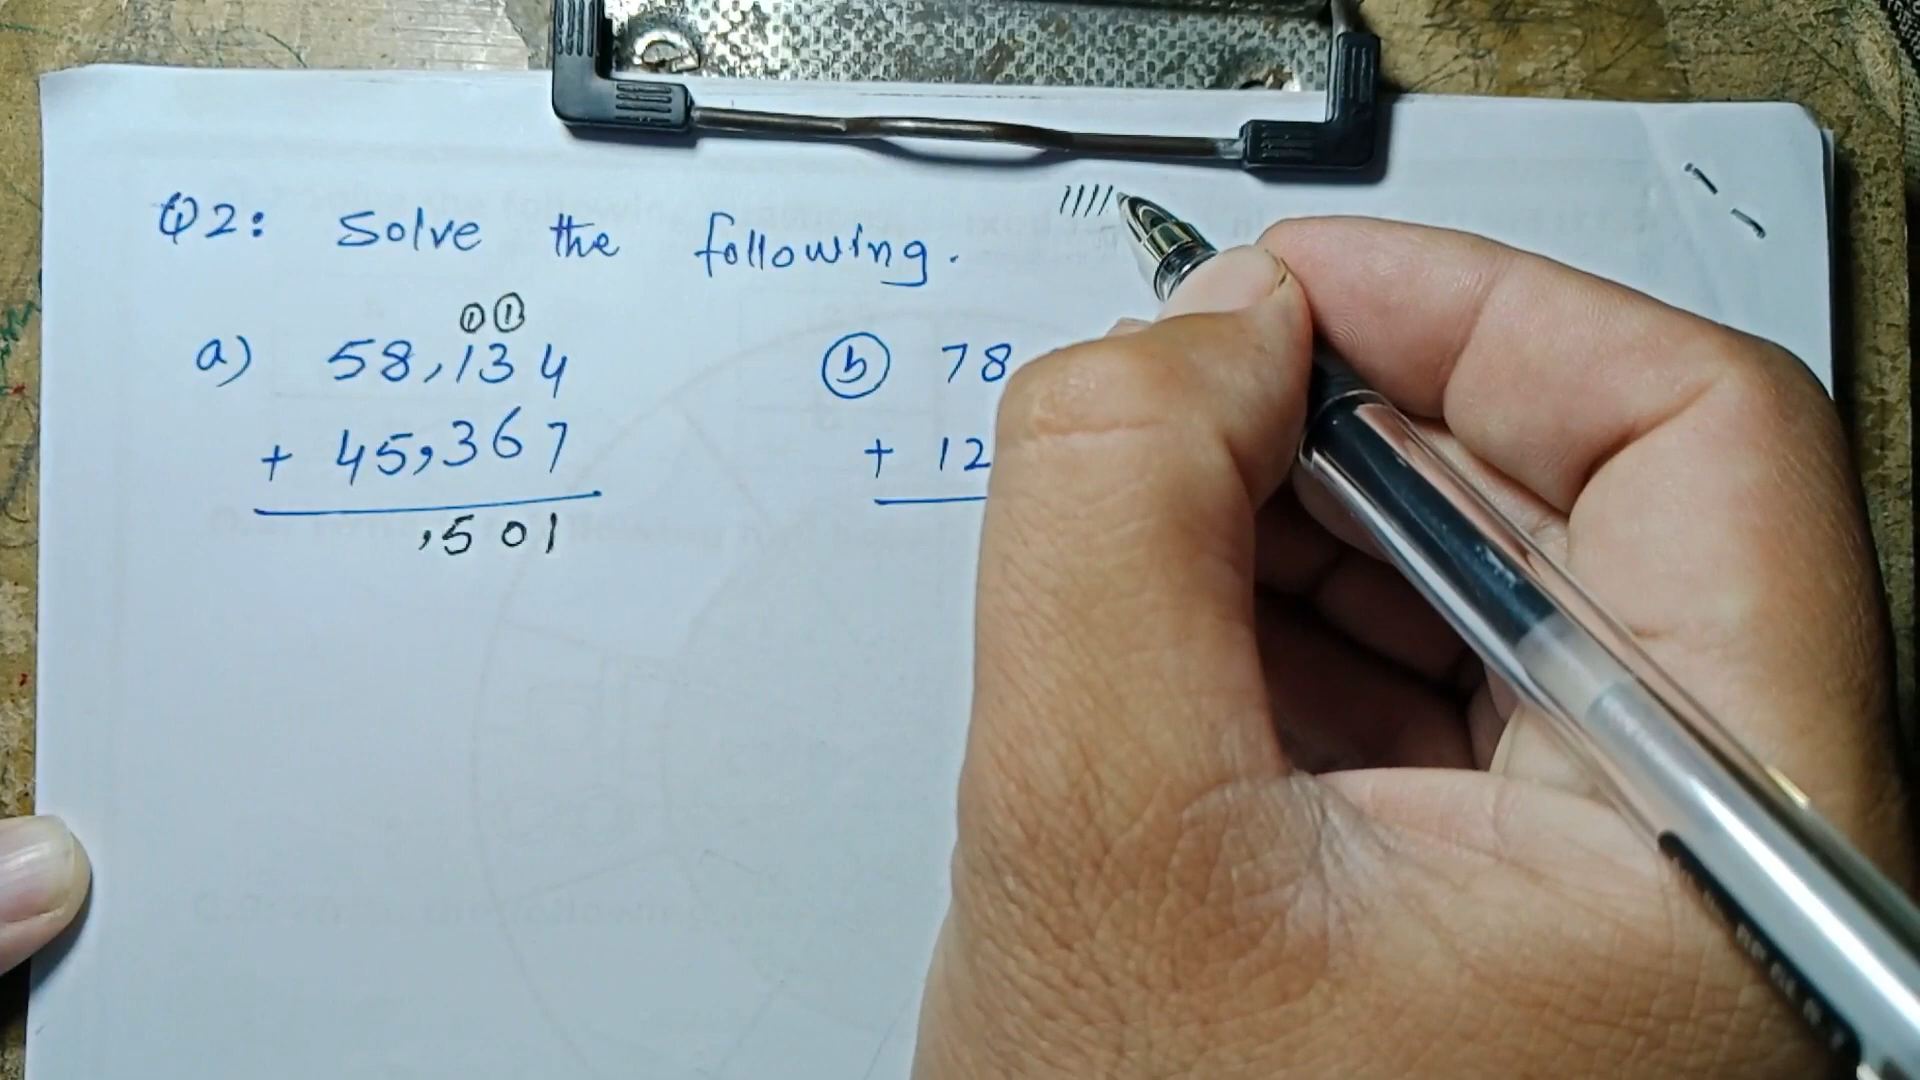 Q2: Solve the following.
① ①
a) 58,134
+ 45,367
,501
ⓑ 78
+ 12